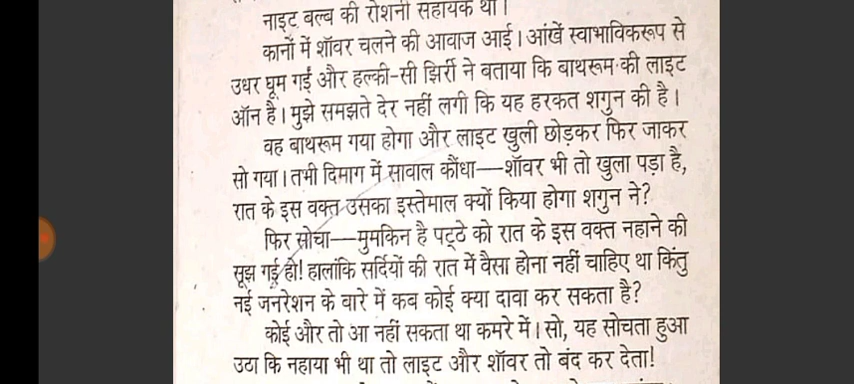 नाइट बल्ब की रोशनी सहायक थी।
कानों में शॉवर चलने की आवाज आई। आंखें स्वाभाविकरूप से
उधर घूम गईं और हल्की-सी झिर्री ने बताया कि बाथरूम की लाइट
ऑन है। मुझे समझते देर नहीं लगी कि यह हरकत शगुन की है।
वह बाथरूम गया होगा और लाइट खुली छोड़कर फिर जाकर
सो गया। तभी दिमाग में सावाल कौंधा—शॉवर भी तो खुला पड़ा है,
रात के इस वक्त उसका इस्तेमाल क्यों किया होगा शगुन ने?
फिर सोचा—मुमकिन है पट्ठे को रात के इस वक्त नहाने की
सूझ गई हो! हालांकि सर्दियों की रात में वैसा होना नहीं चाहिए था किंतु
नई जनरेशन के बारे में कब कोई क्या दावा कर सकता है?
कोई और तो आ नहीं सकता था कमरे में। सो, यह सोचता हुआ
उठा कि नहाया भी था तो लाइट और शॉवर तो बंद कर देता!